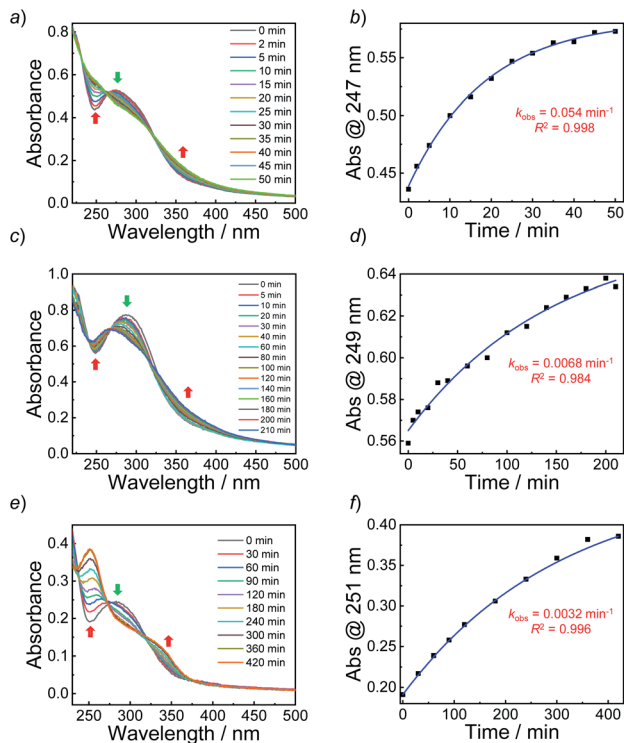 a)
Absorbance
0.8
0.6
0.4
0.2
0.0
250 300 350 400 450 500
Wavelength / nm
0 min
2 min
5 min
10 min
15 min
20 min
25 min
30 min
35 min
40 min
45 min
50 min
b)
Abs @ 247 nm
0.55
0.50
0.45
0 10 20 30 40 50
Time / min
kobs = 0.054 min⁻¹
R² = 0.998
c)
Absorbance
1.0
0.8
0.6
0.4
0.2
0.0
250 300 350 400 450 500
Wavelength / nm
0 min
5 min
10 min
20 min
30 min
40 min
60 min
80 min
100 min
120 min
140 min
160 min
180 min
200 min
210 min
d)
Abs @ 249 nm
0.64
0.62
0.60
0.58
0.56
0 50 100 150 200
Time / min
kobs = 0.0068 min⁻¹
R² = 0.984
e)
Absorbance
0.4
0.3
0.2
0.1
0.0
250 300 350 400 450 500
Wavelength / nm
0 min
30 min
60 min
90 min
120 min
180 min
240 min
300 min
360 min
420 min
f)
Abs @ 251 nm
0.40
0.35
0.30
0.25
0.20
0 100 200 300 400
Time / min
kobs = 0.0032 min⁻¹
R² = 0.996